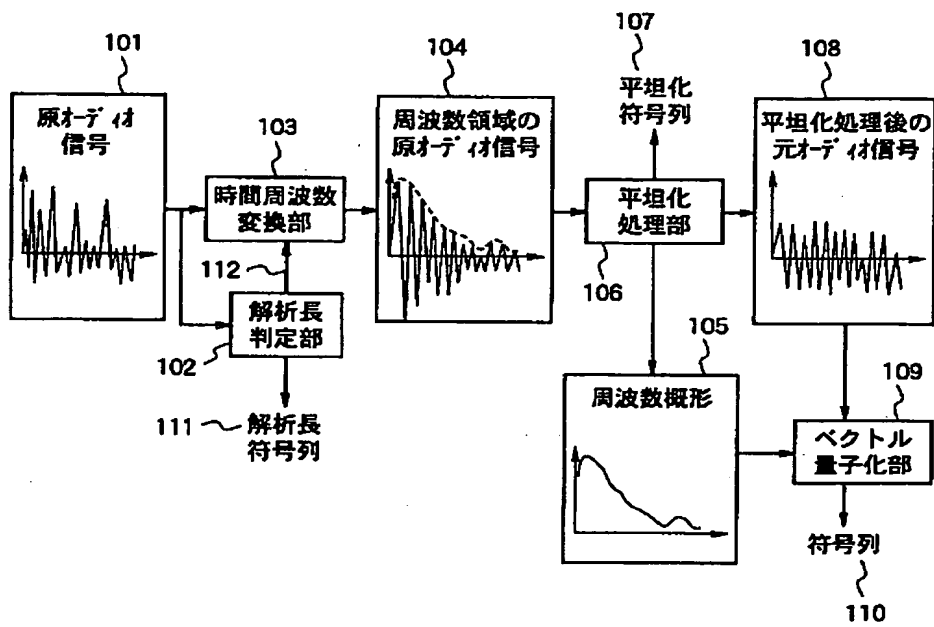 101
原オーディオ
信号
103
時間周波数
変換部
112
解析長
判定部
102
111
解析長
符号列
104
周波数領域の
原オーディオ信号
107
平坦化
符号列
平坦化
処理部
106
105
周波数概形
108
平坦化処理後の
元オーディオ信号
109
ベクトル
量子化部
符号列
110